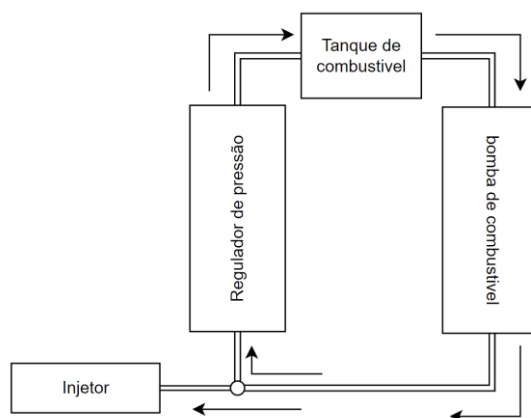 Tanque de
combustivel
Regulador de pressão
bomba de combustivel
Injetor